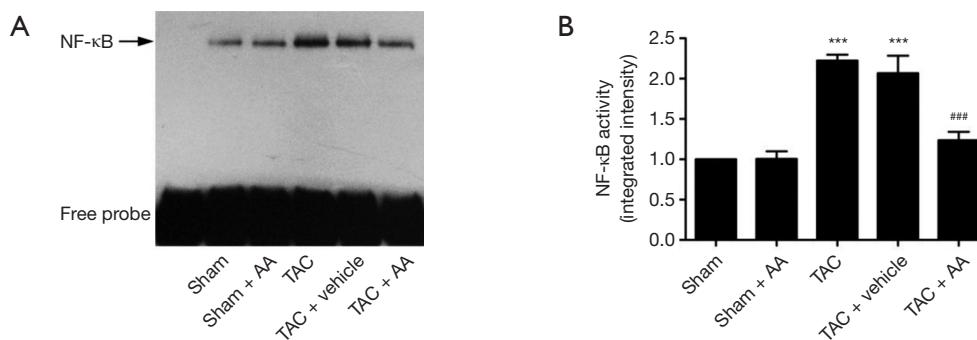 A
NF-κB
Free probe
Sham
Sham + AA
TAC
TAC + vehicle
TAC + AA
B
NF-κB activity
(integrated intensity)
2.5
2.0
1.5
1.0
0.5
0.0
***
***
###
Sham
Sham + AA
TAC
TAC + vehicle
TAC + AA